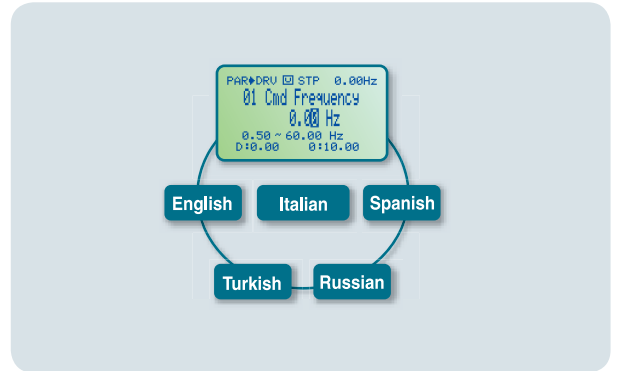 PAR➧DRV U STP 0.00Hz
01 Cmd Frequency
0.00 Hz
0.50 ~ 60.00 Hz
D:0.00 0:10.00
English Italian Spanish
Turkish Russian